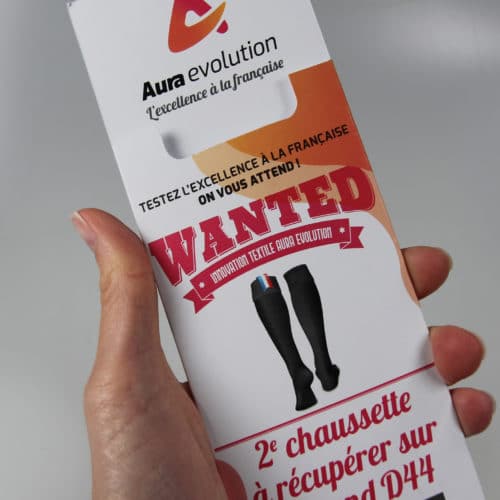 Aura evolution
L'excellence à la française
TESTEZ L'EXCELLENCE À LA FRANÇAISE
ON VOUS ATTEND !
WANTED
INNOVATION TEXTILE AURA EVOLUTION
2e chaussette
à récupérer sur
D44